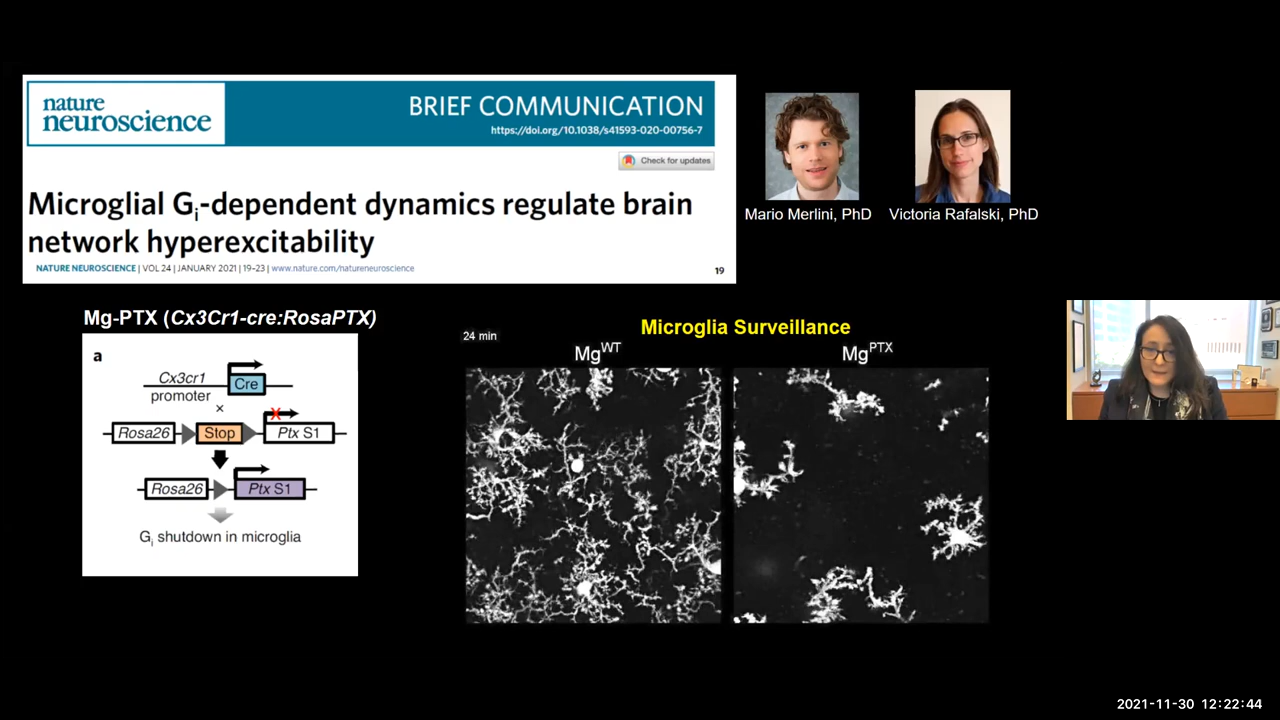 nature
neuroscience
BRIEF COMMUNICATION
https://doi.org/10.1038/s41593-020-00756-7
Check for updates
Microglial Gi-dependent dynamics regulate brain
network hyperexcitability
NATURE NEUROSCIENCE | VOL 24 | JANUARY 2021 | 19–23 | www.nature.com/natureneuroscience
19
Mario Merlini, PhD
Victoria Rafalski, PhD
Mg-PTX (Cx3Cr1-cre:RosaPTX)
a
Cx3cr1
promoter
Cre
×
Rosa26
Stop
Ptx S1
Rosa26
Ptx S1
Gi shutdown in microglia
Microglia Surveillance
24 min
MgWT
MgPTX
2021-11-30 12:22:44